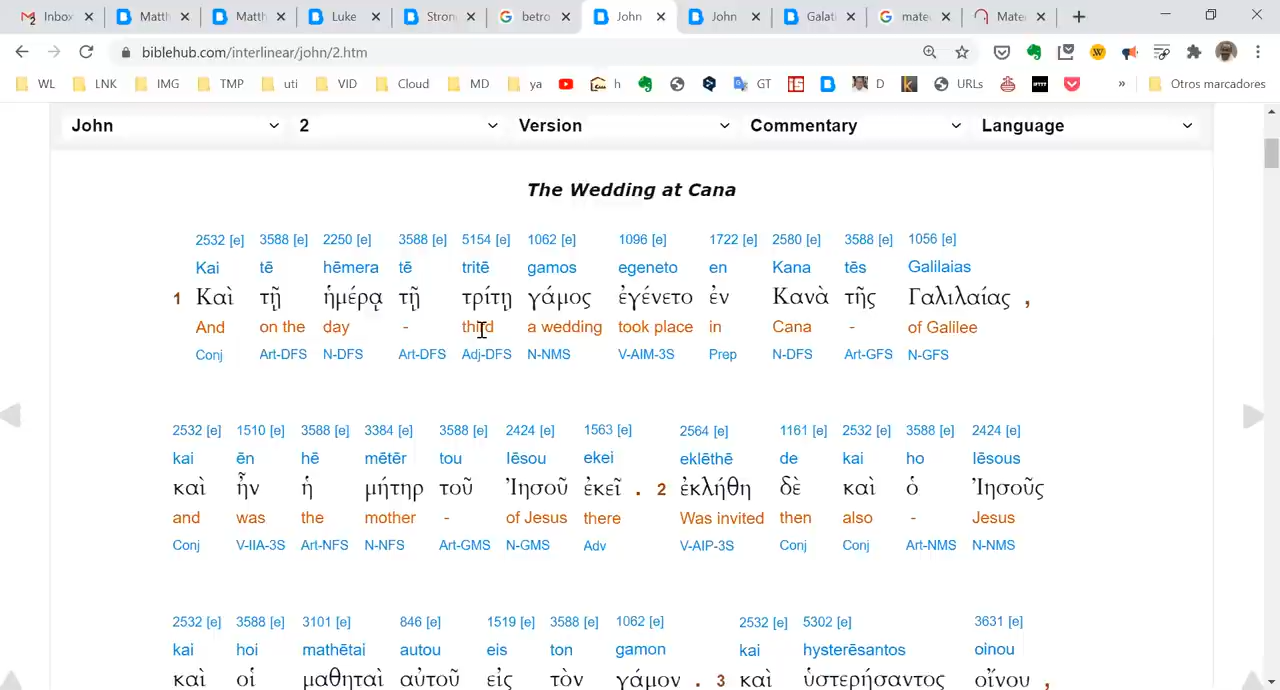 Inbox Matth Matth Luke Stron betro John John Galat mate Mate
biblehub.com/interlinear/john/2.htm
WL LNK IMG TMP uti VID Cloud MD ya h GT D URLs » Otros marcadores
John 2 Version Commentary Language
The Wedding at Cana
2532 [e] 3588 [e] 2250 [e] 3588 [e] 5154 [e] 1062 [e] 1096 [e] 1722 [e] 2580 [e] 3588 [e] 1056 [e]
Kai tē hēmera tē tritē gamos egeneto en Kana tēs Galilaias
1 Καὶ τῇ ἡμέρᾳ τῇ τρίτῃ γάμος ἐγένετο ἐν Κανὰ τῆς Γαλιλαίας ,
And on the day - third a wedding took place in Cana - of Galilee
Conj Art-DFS N-DFS Art-DFS Adj-DFS N-NMS V-AIM-3S Prep N-DFS Art-GFS N-GFS
2532 [e] 1510 [e] 3588 [e] 3384 [e] 3588 [e] 2424 [e] 1563 [e] 2564 [e] 1161 [e] 2532 [e] 3588 [e] 2424 [e]
kai ēn hē mētēr tou Iēsou ekei eklēthē de kai ho Iēsous
καὶ ἦν ἡ μήτηρ τοῦ Ἰησοῦ ἐκεῖ . 2 ἐκλήθη δὲ καὶ ὁ Ἰησοῦς
and was the mother - of Jesus there Was invited then also - Jesus
Conj V-IIA-3S Art-NFS N-NFS Art-GMS N-GMS Adv V-AIP-3S Conj Conj Art-NMS N-NMS
2532 [e] 3588 [e] 3101 [e] 846 [e] 1519 [e] 3588 [e] 1062 [e] 2532 [e] 5302 [e] 3631 [e]
kai hoi mathētai autou eis ton gamon kai hysterēsantos oinou
καὶ οἱ μαθηταὶ αὐτοῦ εἰς τὸν γάμον . 3 καὶ ὑστερήσαντος οἴνου ,